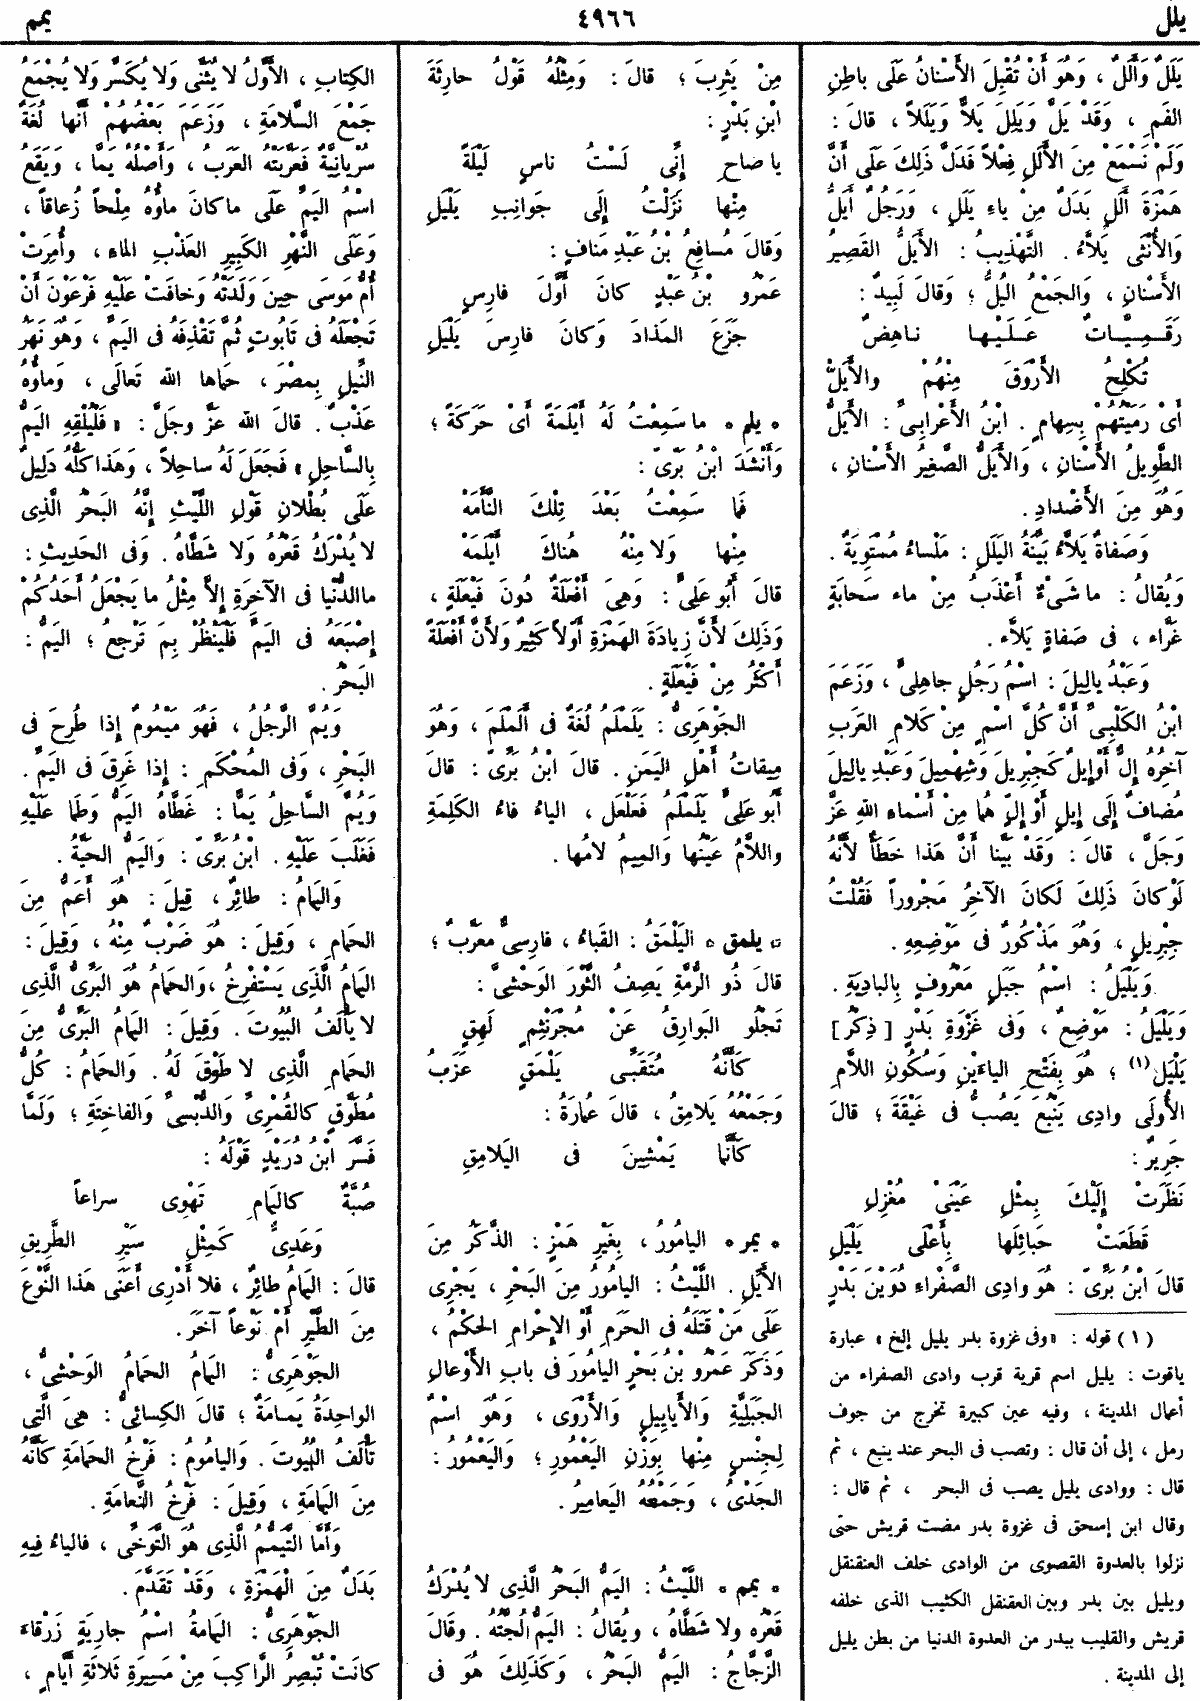 يلل
٤٩٦٦
يمم
يَلَلٌ وَأَلَلٌ ، وَهُوَ أَنْ تُقْبِلَ الأَسْنانُ عَلَى باطِنِ
الفَمِ ، وَقَدْ يَلَّ وَيَلِلَ يَلاًّ وَيَلَلاً ، قالَ :
وَلَمْ نَسْمَعْ مِنَ الأَلَلِ فِعْلاً فَدَلَّ ذَلِكَ عَلَى أَنَّ
هَمْزَةَ أَلَلٍ بَدَلٌ مِنْ ياءِ يَلَلٍ ، وَرَجُلٌ أَيَلُّ
وَالأُنْثَى يَلاَّءُ . التَّهْذِيبُ : الأَيَلُّ القَصِيرُ
الأَسْنانِ ، وَالجَمْعُ اليُلُّ ؛ وَقالَ لَبِيدٌ :
رَقَمِيَّاتٌ عَلَيْها ناهِضٌ
تُكْلِحُ الأَرْوَقَ مِنْهُمْ والأَيَلّْ
أَىْ رَمَيْتُهُمْ بِسِهامٍ . ابْنُ الأَعْرابِىِّ : الأَيَلُّ
الطَّوِيلُ الأَسْنانِ ، وَالأَيَلُّ الصَّغِيرُ الأَسْنانِ ،
وَهُوَ مِنَ الأَضْدادِ .
وَصَفاةٌ يَلاَّءُ بَيِّنَةُ اليَلَلِ : مَلْساءُ مُسْتَوِيَةٌ .
وَيُقالُ : ما شَىْءٌ أَعْذَبُ مِنْ ماء سَحابَةٍ
غَرَّاء ، فى صَفاةٍ يَلاَّء .
وَعَبْدُ يالِيلَ : اسْمُ رَجُلٍ جاهِلِىٍّ ، وَزَعَمَ
ابْنُ الكَلْبِىِّ أَنَّ كُلَّ اسْمٍ مِنْ كَلامِ العَرَبِ
آخِرُهُ إِلٌّ أَوْإِيلٌ كَجِبْرِيلَ وَشِهْمِيلَ وَعَبْدِ يالِيلَ
مُضافٌ إِلَى إِيلٍ أَوْ إِلٍّ هُما مِنْ أَسْماءِ اللهِ عَزَّ
وَجَلَّ ، قالَ : وَقَدْ بَيَّنَّا أَنَّ هَذا خَطَأٌ لأَنَّهُ
لَوْكانَ ذَلِكَ لَكانَ الآخِرُ مَجْروراً فَقُلْتَ
جِبْرِيلٍ ، وَهُوَ مَذْكُورٌ فى مَوْضِعِهِ .
وَيَلْيَلُ : اسْمُ جَبَلٍ مَعْرُوفٍ بِالبادِيَةِ .
وَيَلْيَلُ : مَوْضِعٌ ، وَفى غَزْوَةِ بَدْرٍ [ ذِكْرُ ]
يَلْيَل (١) ؛ هُوَ بِفَتْحِ الياءَيْنِ وَسُكُونِ اللاَّمِ
الأُولَى وادِى يَنْبُعَ يَصُبُّ فى غَيْقَةَ ؛ قالَ
جَرِيرٌ :
نَظَرَتْ إِلَيْكَ بِمثْلِ عَيْنَىْ مُغْزِلٍ
قَطَعَتْ حَبائِلَها بِأَعْلَى يَلْيَلِ
قالَ ابْنُ بَرِّىّ : هُوَ وادِى الصَّفْراءِ دُوَيْنَ بَدْرٍ
( ١ ) قوله : « وفى غزوة بدر يليل إلخ » عبارة
ياقوت : يليل اسم قرية قرب وادى الصفراء من
أعمال المدينة ، وفيه عين كبيرة تخرج من جوف
رمل ، إلى أن قال : وتصب فى البحر عند ينبع ، ثم
قال : ووادى يليل يصب فى البحر ، ثم قال :
وقال ابن إسحق فى غزوة بدر مضت قريش حتى
نزلوا بالعدوة القصوى من الوادى خلف العنقنقل
ويليل بين بدر وبين العقنقل الكثيب الذى خلفه
قريش والقليب ببدر من العدوة الدنيا من بطن يليل
إلى المدينة .
مِنْ يَثْرِبَ ؛ قالَ : وَمِثْلُهُ قَوْلُ حارِثَةَ
ابْنِ بَدْرٍ :
يا صاحِ إِنِّى لَسْتُ ناسٍ لَيْلَةً
مِنْها نَزَلْتُ إِلَى جَوانِبِ يَلْيَلِ
وَقالَ مُسافِعُ بْنُ عَبْدِ مَنافٍ :
عَمْرُو بْنُ عَبْدٍ كانَ أَوَّلَ فارِسٍ
جَزَعَ المَذادَ وَكانَ فارِسَ يَلْيَلِ
• يلم • ما سَمِعْتُ لَهُ أَيْلَمَةً أَىْ حَرَكَةً ؛
وَأَنْشَدَ ابْنُ بَرِّىّ :
فَما سَمِعْتُ بَعْدَ تِلْكَ النَّأَمَهْ
مِنْها وَلا مِنْهُ هُناكَ أَيْلَمَهْ
قالَ أَبُو عَلِىٍّ : وَهِىَ أَفْعَلَةٌ دُونَ فَيْعَلَةٍ ،
وَذَلِكَ لأَنَّ زِيادَةَ الهَمْزَةِ أَوَّلاً كَثِيرٌ وَلأَنَّ أَفْعَلَةً
أَكْثَرُ مِنْ فَيْعَلَةٍ .
الجَوْهَرِىُّ : يَلَمْلَمُ لُغَةٌ فى أَلَمْلَمَ ، وَهُوَ
مِيقاتُ أَهْلِ اليَمَنِ . قالَ ابْنُ بَرِّىّ : قالَ
أَبُو عَلِىٍّ يَلَمْلَمُ فَعَلْعَل ، الياءُ فاءُ الكَلِمَةِ
واللاَّمُ عَيْنُها وَالمِيمُ لامُها .
• يلمق • اليَلْمَقُ : القَباءُ ، فارِسِىٌّ مُعَرَّبٌ ؛
قالَ ذُو الرُّمَّةِ يَصِفُ الثَّوْرَ الوَحْشىَّ :
تَجْلُو البَوارِقُ عَنْ مُجْرَنْثِمٍ لَهِقٍ
كَأَنَّهُ مُتَقَبِّى يَلْمَقٍ عَزَبُ
وَجَمْعُهُ يَلامِقُ ، قالَ عُمارَةُ :
كَأَنَّما يَمْشِينَ فى اليَلامِقِ
• يمر • اليامُورُ ، بِغَيْرِ هَمْزٍ : الذَّكَرُ مِنَ
الأَيِّلِ . اللَّيْثُ : اليامُورُ مِنَ البَحْرِ ، يَجْرِى
عَلَى مَنْ قَتَلَهُ فى الحَرَمِ أَوِ الإِحْرامِ الحُكْمُ ،
وَذَكَرَ عَمْرُو بْنُ بَحْرٍ اليامُورَ فى بابِ الأَوْعالِ
الجَبَلِيَّةِ وَالأَيايِيلِ وَالأَرْوَى ، وَهُوَ اسْمٌ
لِجِنْسٍ مِنْها بِوَزْنِ اليَعْمُورِ ؛ وَاليَعْمُورُ :
الجَدْىُ ، وَجَمْعُهُ اليَعامِيرُ .
• يمم • اللَّيْثُ : اليَمُّ البَحْرُ الَّذِى لا يُدْرَكُ
قَعْرُه ولا شَطَّاهُ ، ويُقالُ : اليَمُّ لُجَّتُهُ . وقَالَ
الزَّجَّاجُ : اليَمُّ البَحْرُ ، وَكَذَلِكَ هُوَ فى
الكِتابِ ، الأَوَّلُ لا يُثَنَّى وَلا يُكَسَّرُ وَلا يُجْمَعُ
جَمْعَ السَّلامَةِ ، وَزَعَمَ بَعْضُهُمْ أَنَّها لُغَةٌ
سُرْيانِيَّةٌ فَعَرَّبَتْهُ العَرَبُ ، وَأَصْلُهُ يَمَّا ، وَيَقَعُ
اسْمُ اليَمِّ عَلَى ما كانَ ماؤُهُ مِلْحاً زُعاقاً ،
وَعَلَى النَّهْرِ الكَبِيرِ العَذْبِ الماءِ ، وأُمِرَتْ
أُمُّ مُوسَى حِينَ وَلَدَتْهُ وَخافَتْ عَلَيْهِ فِرْعَوْنَ أَنْ
تَجْعَلَهُ فى تَابُوتٍ ثُمَّ تَقْذِفَهُ فى اليَمِّ ، وَهُوَ نَهَرُ
النِّيلِ بِمِصْرَ ، حَماها الله تَعالَى ، وَماؤُهُ
عَذْبٌ . قالَ الله عَزَّ وجَلَّ : « فَلْيُلْقِهِ اليَمُّ
بِالسَّاحِلِ » فَجَعَلَ لَهُ ساحِلاً ، وَهَذا كلُّهُ دَلِيلٌ
عَلَى بُطْلانِ قَوْلِ اللَّيْثِ إِنَّهُ البَحْرُ الَّذِى
لا يُدْرَكُ قَعْرُهُ وَلا شَطَّاهُ . وَفى الحَدِيثِ :
ما الدُّنْيا فى الآخِرَةِ إِلاَّ مِثْلُ ما يَجْعَلُ أَحَدُكُمْ
إِصْبَعَهُ فى اليَمِّ فَلْيَنْظُرْ بِمَ تَرْجِعُ ؛ اليَمُّ :
البَحْرُ .
وَيُمَّ الرَّجُلُ ، فَهُوَ مَيْمُومٌ إِذا طُرِحَ فى
البَحْرِ ، وَفى المُحْكَمِ : إِذا غَرِقَ فى اليَمِّ .
وَيُمَّ السَّاحِلُ يَمًّا : غَطَّاهُ اليَمُّ وَطَما عَلَيْهِ
فَغَلَبَ عَلَيْهِ . ابْنُ بَرِّىّ : وَاليَمُّ الحَيَّةُ .
وَاليَمامُ : طائِرٌ ، قِيلَ : هُوَ أَعَمُّ مِنَ
الحَمامِ ، وَقِيلَ : هُوَ ضَرْبٌ مِنْهُ ، وَقِيلَ :
اليَمامُ الَّذِى يَسْتَفْرِخُ ، وَالحَمامُ هُوَ البَرِّىُّ الَّذِى
لا يَأْلَفُ البُيُوتَ . وَقِيلَ : اليَمامُ البَرِّىُّ مِنَ
الحَمامِ الَّذِى لا طَوْقَ لَهُ . وَالحَمامُ : كُلُّ
مُطَوَّقٍ كالقُمْرِىِّ وَالدُّبْسىِّ وَالفاخِتَةِ ؛ وَلَمَّا
فَسَّرَ ابْنُ دُرَيْدٍ قَوْلَهُ :
صُبَّةٌ كاليَمامِ تَهْوِى سراعاً
وَعَدِىٌّ كَمِثْلِ سَيْرِ الطَّرِيقِ
قالَ : اليَمامُ طائِرٌ ، فَلا أَدْرِى أَعَنَى هَذا النَّوْعَ
مِنَ الطَّيْرِ أَمْ نَوْعاً آخَرَ .
الجَوْهَرِىُّ : اليَمامُ الحَمامُ الوَحْشىُّ ،
الواحِدَةُ يَمامَةٌ ؛ قالَ الكِسائِىُّ : هِىَ الَّتِى
تَأْلَفُ البُيُوتَ . وَاليامُومُ : فَرْخُ الحَمامَةِ كَأَنَّهُ
مِنَ اليَمامَةِ ، وَقِيلَ : فَرْخُ النَّعامَةِ .
وَأَمَّا التَّيَمُّمُ الَّذِى هُوَ التَّوَخِّى ، فالياءُ فِيهِ
بَدَلٌ مِنَ الْهَمْزَةِ ، وَقَدْ تَقَدَّمَ .
الجَوْهَرِىُّ : اليَمامةُ اسْمُ جارِيَةٍ زَرْقاءَ
كانَتْ تُبْصِرُ الرَّاكِبَ مِنْ مَسِيرَةِ ثَلاثَةِ أَيَّامٍ ،